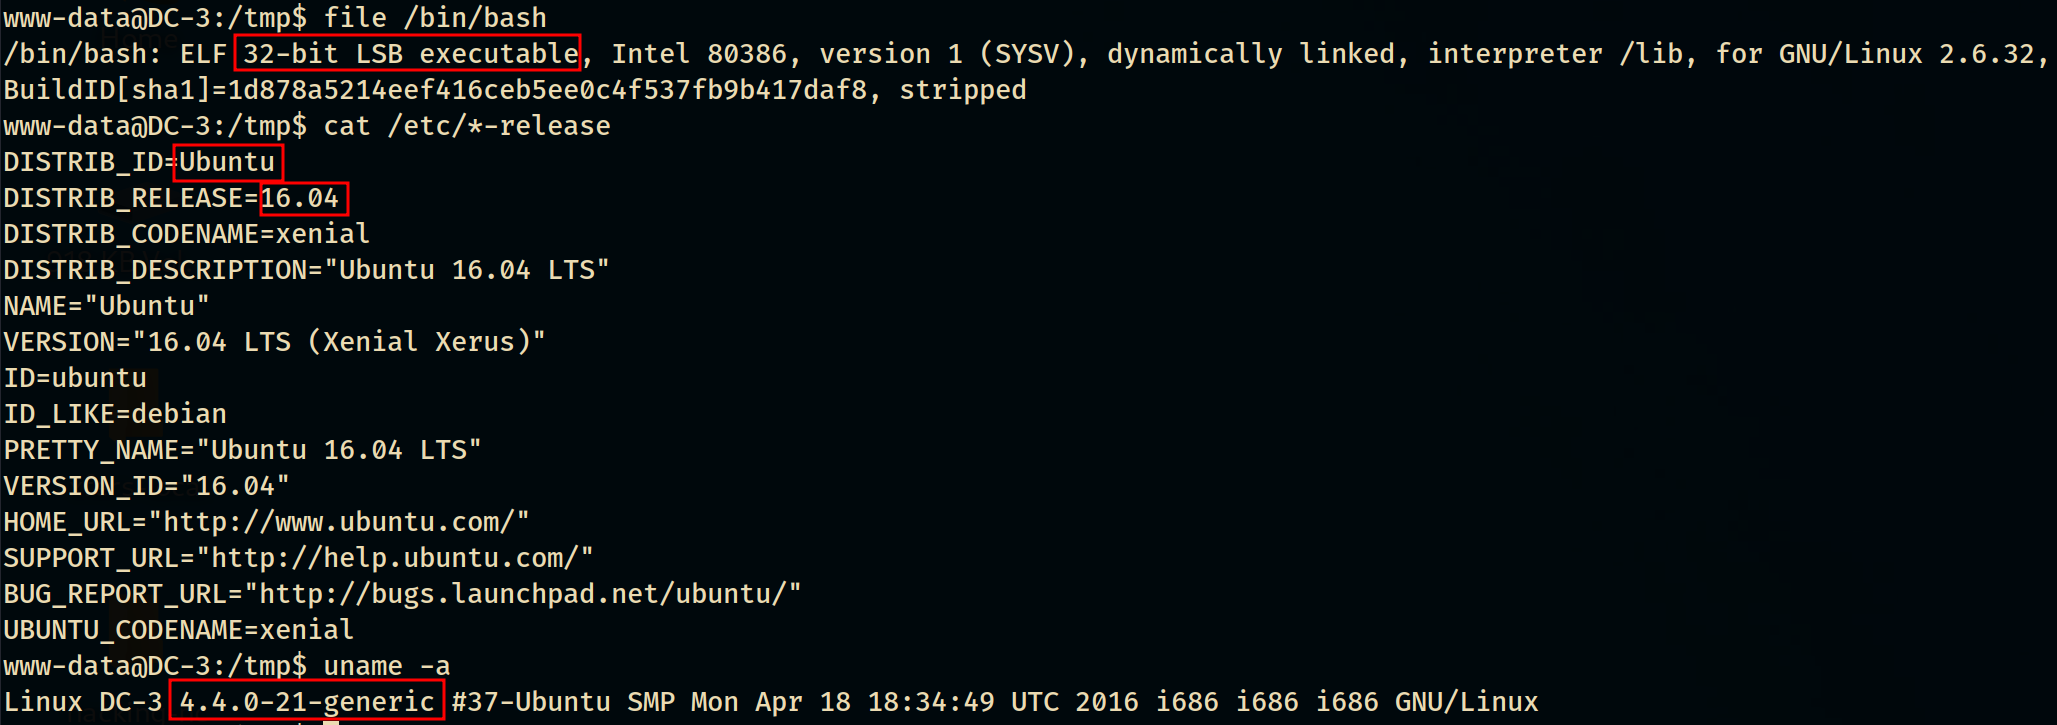 www-data@DC-3:/tmp$ file /bin/bash
/bin/bash: ELF 32-bit LSB executable, Intel 80386, version 1 (SYSV), dynamically linked, interpreter /lib, for GNU/Linux 2.6.32,
BuildID[sha1]=1d878a5214eef416ceb5ee0c4f537fb9b417daf8, stripped
www-data@DC-3:/tmp$ cat /etc/*-release
DISTRIB_ID=Ubuntu
DISTRIB_RELEASE=16.04
DISTRIB_CODENAME=xenial
DISTRIB_DESCRIPTION="Ubuntu 16.04 LTS"
NAME="Ubuntu"
VERSION="16.04 LTS (Xenial Xerus)"
ID=ubuntu
ID_LIKE=debian
PRETTY_NAME="Ubuntu 16.04 LTS"
VERSION_ID="16.04"
HOME_URL="http://www.ubuntu.com/"
SUPPORT_URL="http://help.ubuntu.com/"
BUG_REPORT_URL="http://bugs.launchpad.net/ubuntu/"
UBUNTU_CODENAME=xenial
www-data@DC-3:/tmp$ uname -a
Linux DC-3 4.4.0-21-generic #37-Ubuntu SMP Mon Apr 18 18:34:49 UTC 2016 i686 i686 i686 GNU/Linux